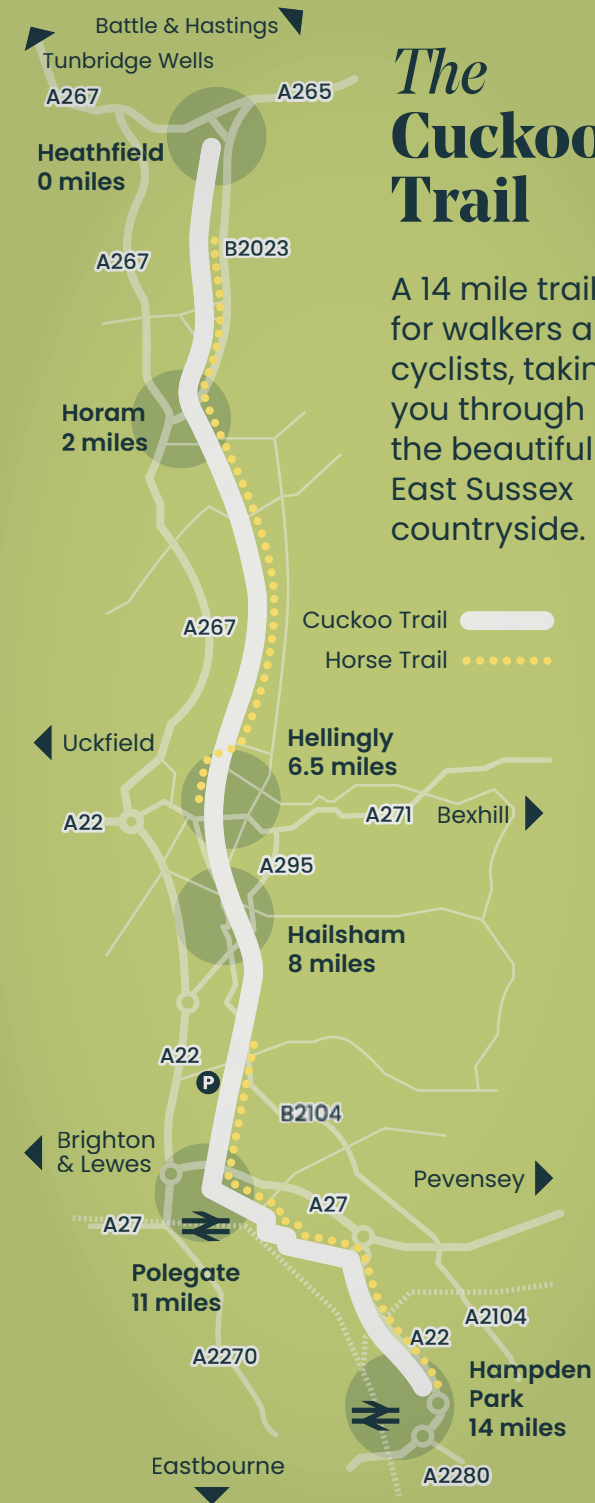 Battle & Hastings
Tunbridge Wells
A267
A265
The
Cuckoo
Trail
Heathfield
0 miles
A267
B2023
A 14 mile trail
for walkers a
cyclists, takin
you through
the beautiful
East Sussex
countryside.
Horam
2 miles
A267
Cuckoo Trail
Horse Trail
Uckfield
Hellingly
6.5 miles
A22
A271
Bexhill
A295
Hailsham
8 miles
A22
P
B2104
Brighton
& Lewes
Pevensey
A27
A27
Polegate
11 miles
A2104
A22
A2270
Hampden
Park
14 miles
Eastbourne
A2280